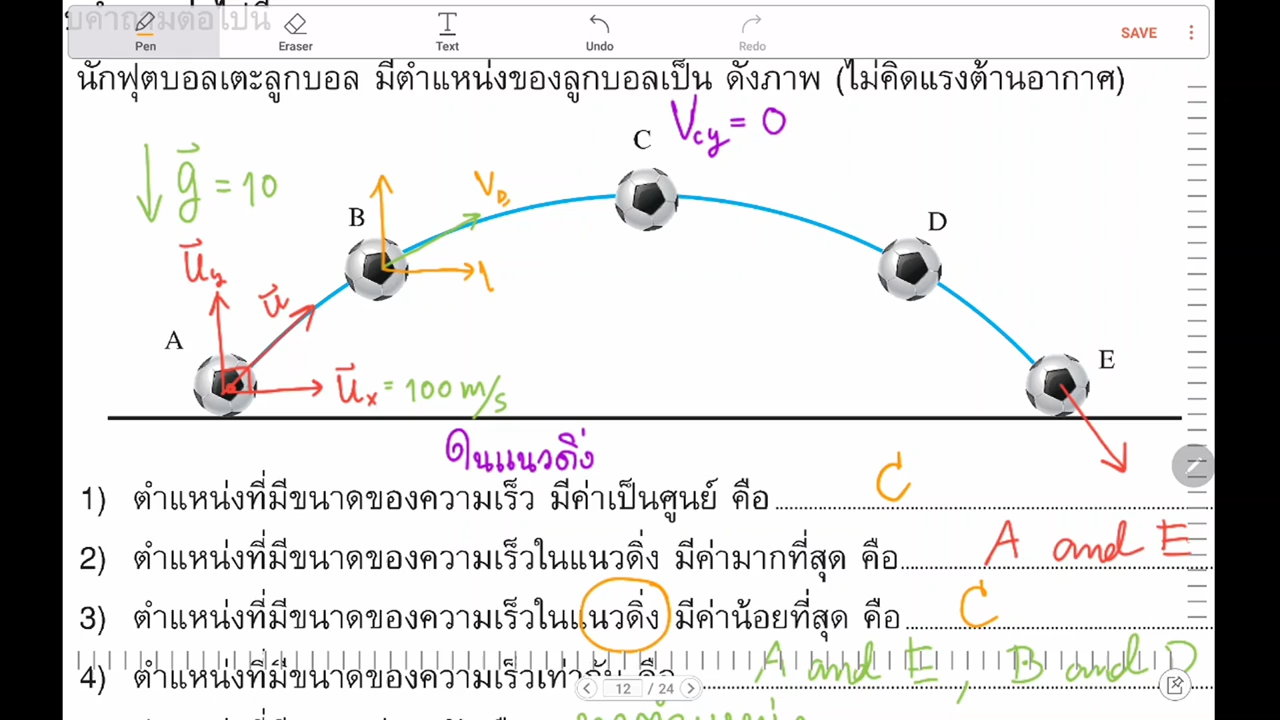 บคำถามต่อไปนี้
Pen Eraser Text Undo Redo SAVE
นักฟุตบอลเตะลูกบอล มีตำแหน่งของลูกบอลเป็น ดังภาพ (ไม่คิดแรงต้านอากาศ)
Vcy = 0
C
g = 10
B
D
uy
u
A
E
ux = 100 m/s
ในแนวดิ่ง
1) ตำแหน่งที่มีขนาดของความเร็ว มีค่าเป็นศูนย์ คือ C
2) ตำแหน่งที่มีขนาดของความเร็วในแนวดิ่ง มีค่ามากที่สุด คือ A and E
3) ตำแหน่งที่มีขนาดของความเร็วในแนวดิ่ง มีค่าน้อยที่สุด คือ C
4) ตำแหน่งที่มีขนาดของความเร็วเท่ากัน คือ A and E, B and D
12 / 24